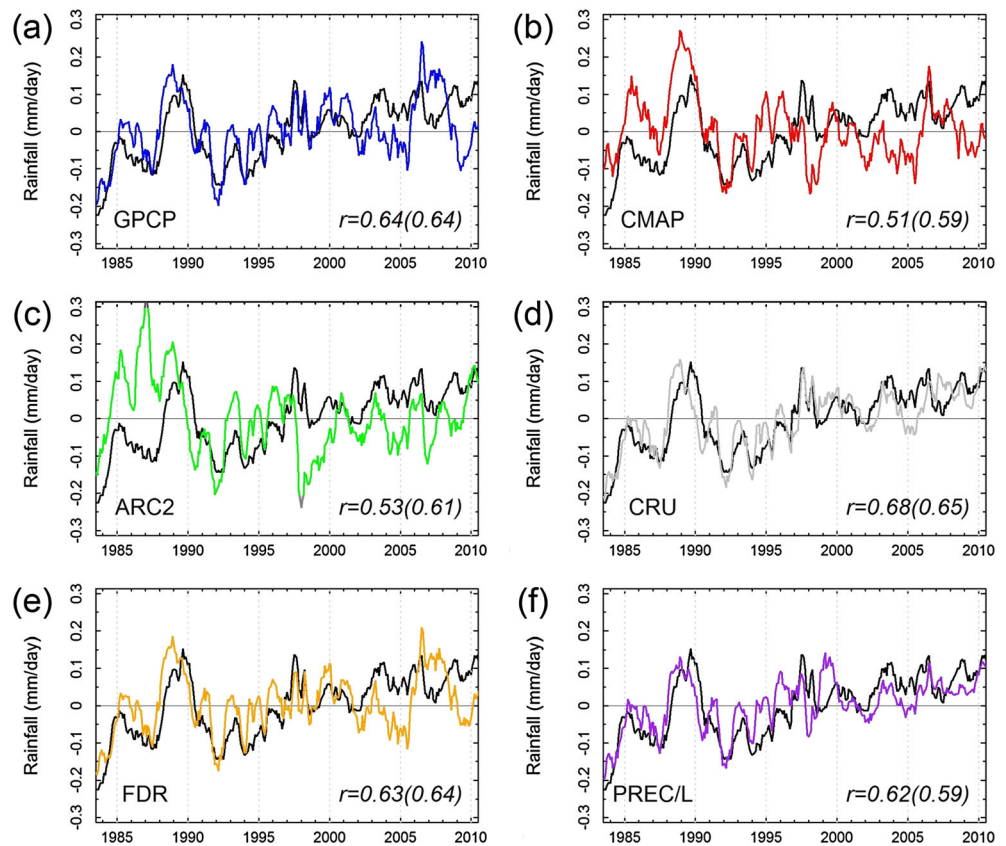 (a)
Rainfall (mm/day)
0.3
0.2
0.1
0
-0.1
-0.2
-0.3
GPCP
r=0.64(0.64)
1985 1990 1995 2000 2005 2010
(b)
Rainfall (mm/day)
0.3
0.2
0.1
0
-0.1
-0.2
-0.3
CMAP
r=0.51(0.59)
1985 1990 1995 2000 2005 2010
(c)
Rainfall (mm/day)
0.3
0.2
0.1
0
-0.1
-0.2
-0.3
ARC2
r=0.53(0.61)
1985 1990 1995 2000 2005 2010
(d)
Rainfall (mm/day)
0.3
0.2
0.1
0
-0.1
-0.2
-0.3
CRU
r=0.68(0.65)
1985 1990 1995 2000 2005 2010
(e)
Rainfall (mm/day)
0.3
0.2
0.1
0
-0.1
-0.2
-0.3
FDR
r=0.63(0.64)
1985 1990 1995 2000 2005 2010
(f)
Rainfall (mm/day)
0.3
0.2
0.1
0
-0.1
-0.2
-0.3
PREC/L
r=0.62(0.59)
1985 1990 1995 2000 2005 2010